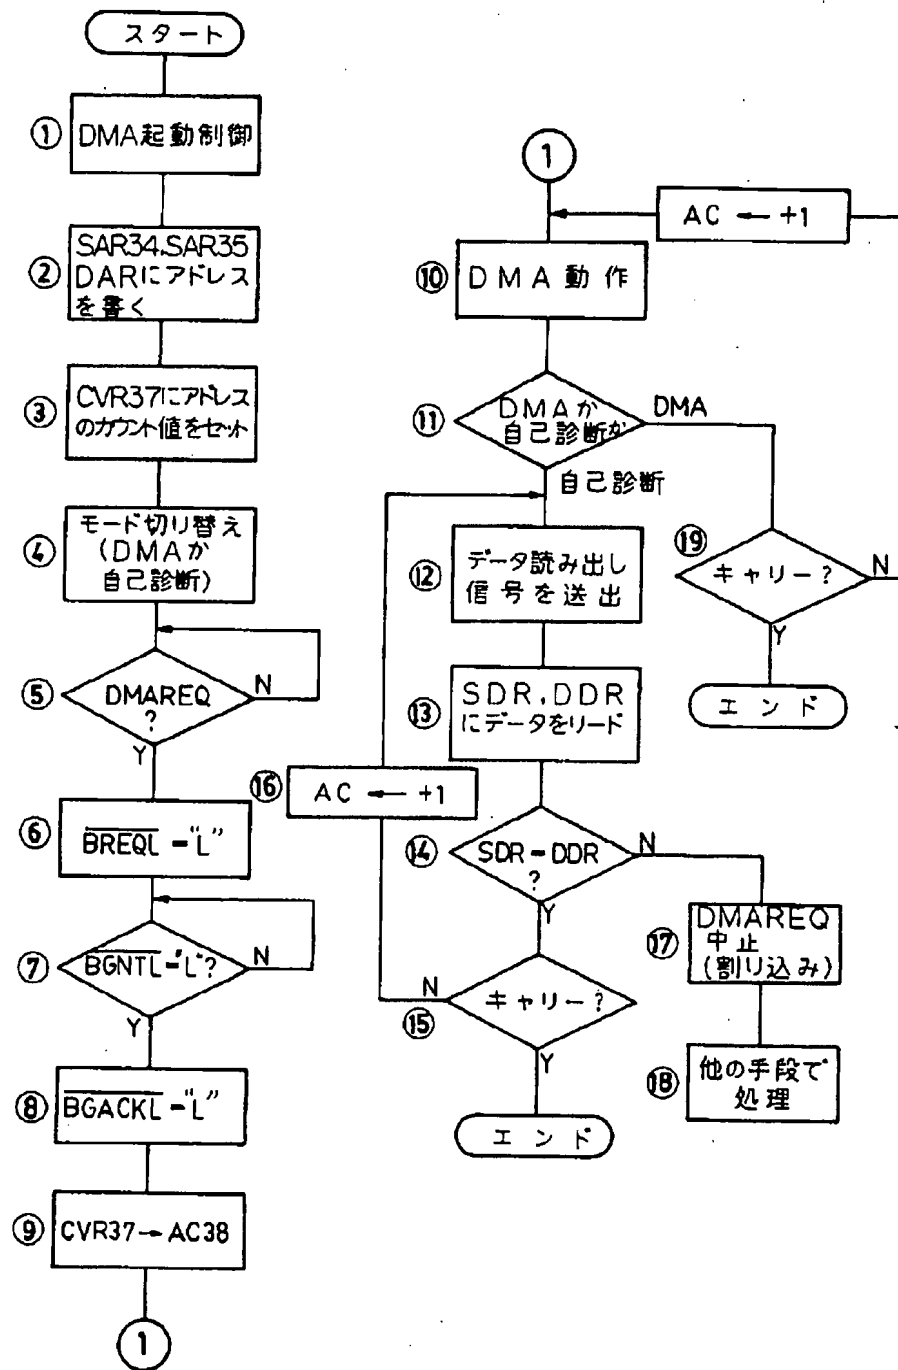 スタート
① DMA起動制御
② SAR34.SAR35
DARにアドレス
を書く
③ CVR37にアドレス
のカウント値をセット
④ モード切り替え
(DMAか
自己診断)
⑤ DMAREQ
?
N
Y
⑥ BREQL="L"
⑦ BGNTL="L"?
N
Y
⑧ BGACKL="L"
⑨ CVR37→AC38
1
1
AC ← +1
⑩ DMA動作
⑪ DMAか
自己診断か
DMA
自己診断
⑫ データ読み出し
信号を送出
⑬ SDR,DDR
にデータをリード
⑭ SDR=DDR
?
N
Y
⑮ キャリー?
N
Y
エンド
⑯ AC ← +1
⑰ DMAREQ
中止
(割り込み)
⑱ 他の手段で
処理
⑲ キャリー?
N
Y
エンド